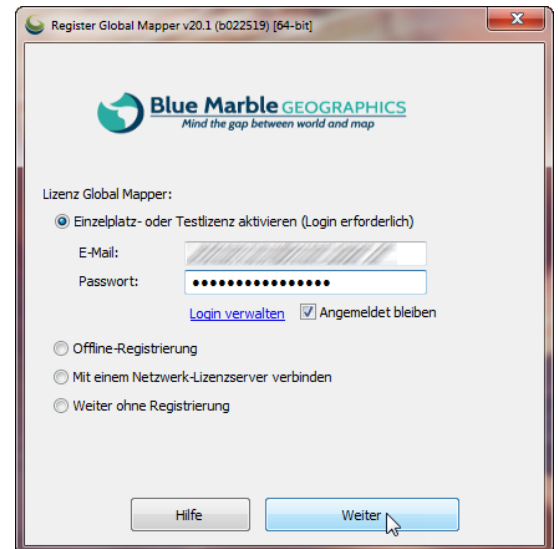 Register Global Mapper v20.1 (b022519) [64-bit]
Blue Marble GEOGRAPHICS
Mind the gap between world and map
Lizenz Global Mapper:
Einzelplatz- oder Testlizenz aktivieren (Login erforderlich)
E-Mail:
Passwort:
Login verwalten Angemeldet bleiben
Offline-Registrierung
Mit einem Netzwerk-Lizenzserver verbinden
Weiter ohne Registrierung
Hilfe Weiter